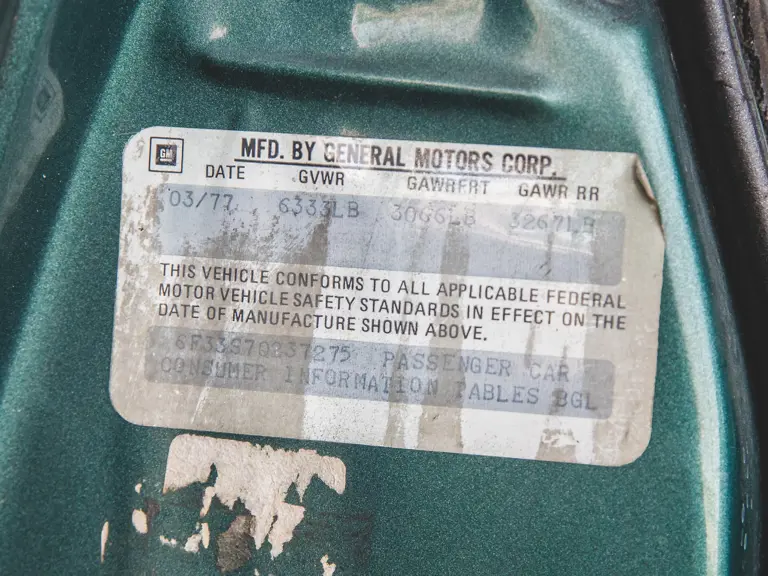 GM
MFD. BY GENERAL MOTORS CORP.
DATE GVWR GAWRFRT GAWR RR
03/77 6333LB 3066LB 3267LB
THIS VEHICLE CONFORMS TO ALL APPLICABLE FEDERAL
MOTOR VEHICLE SAFETY STANDARDS IN EFFECT ON THE
DATE OF MANUFACTURE SHOWN ABOVE.
PASSENGER CAR
CONSUMER INFORMATION TABLES BGL